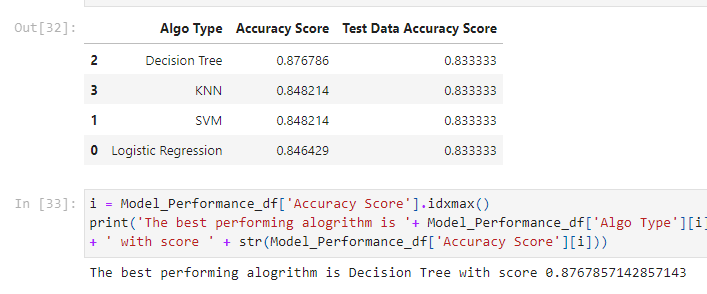 Out[32]:
Algo Type Accuracy Score Test Data Accuracy Score
2 Decision Tree 0.876786 0.833333
3 KNN 0.848214 0.833333
1 SVM 0.848214 0.833333
0 Logistic Regression 0.846429 0.833333
In [33]: i = Model_Performance_df['Accuracy Score'].idxmax()
print('The best performing alogrithm is '+ Model_Performance_df['Algo Type'][i]
+ ' with score ' + str(Model_Performance_df['Accuracy Score'][i]))
The best performing alogrithm is Decision Tree with score 0.8767857142857143